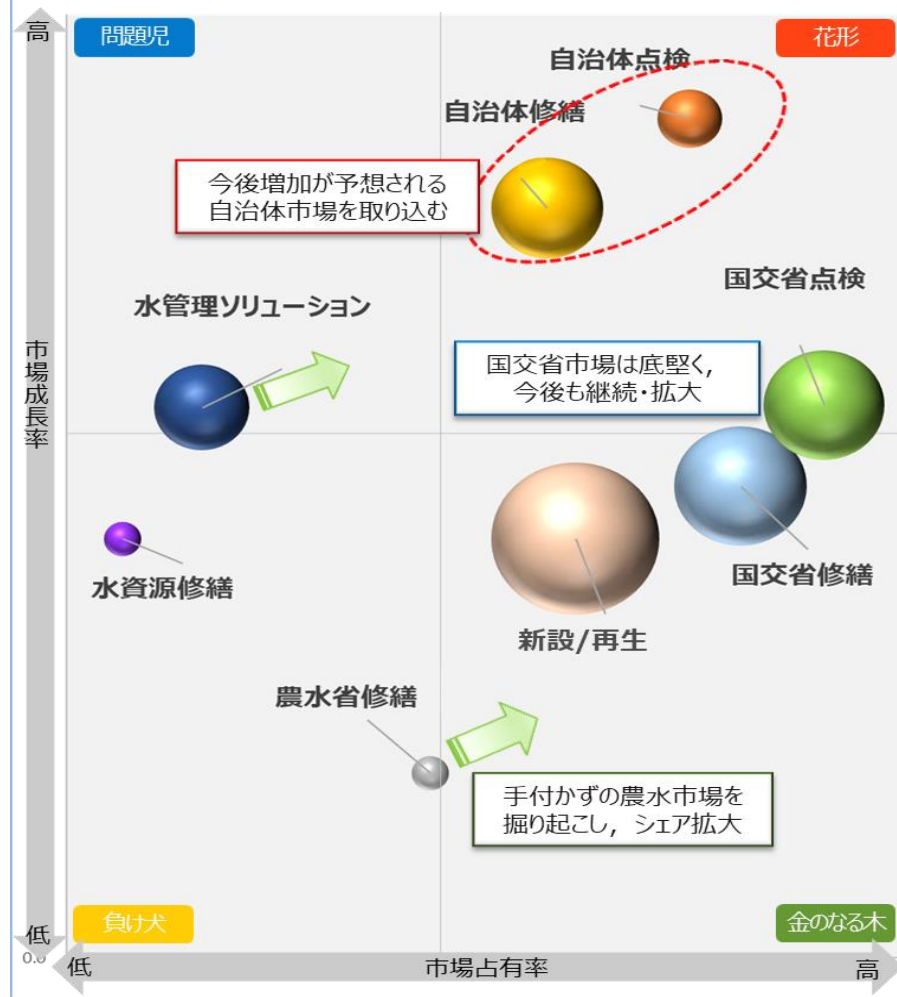 高
問題児
花形
自治体点検
自治体修繕
今後増加が予想される
自治体市場を取り込む
国交省点検
水管理ソリューション
国交省市場は底堅く,
今後も継続・拡大
市場成長率
水資源修繕
国交省修繕
新設/再生
農水省修繕
手付かずの農水市場を
掘り起こし, シェア拡大
負け犬
金のなる木
低
0.0
低
市場占有率
高